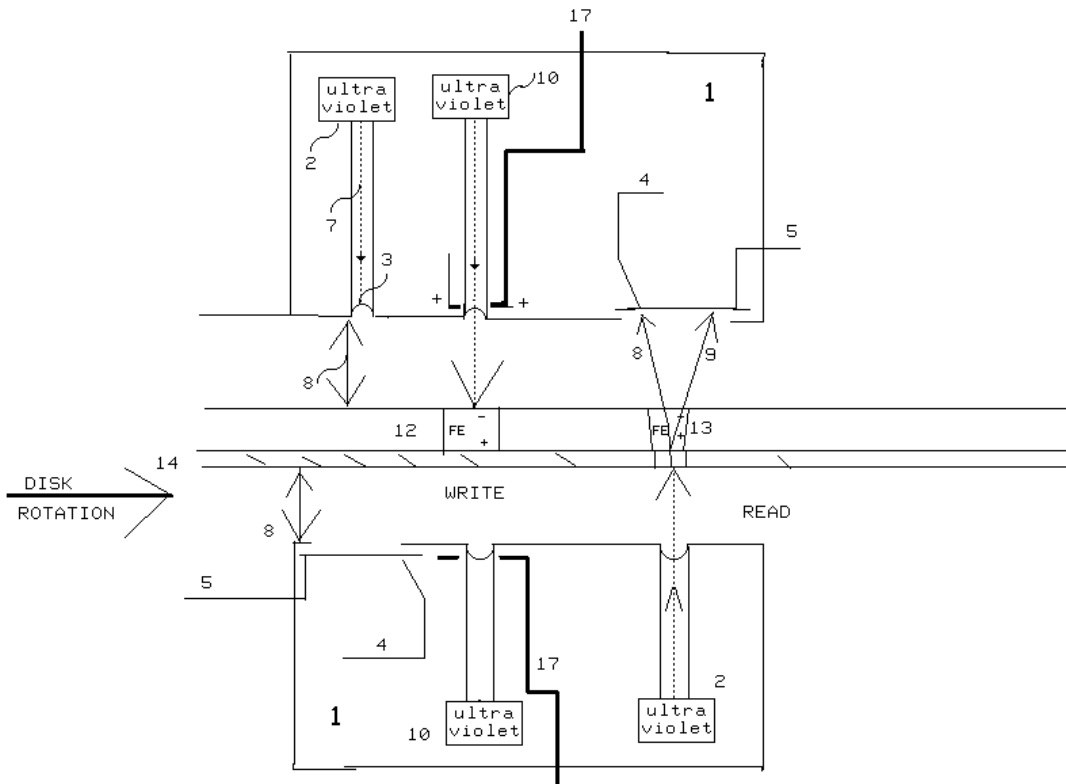 17
ultra
violet
ultra
violet
10
1
2
7
3
4
5
+
+
8
8
9
12
FE
-
+
FE
-
+
13
14
DISK
ROTATION
WRITE
READ
8
5
4
17
2
1
10
ultra
violet
ultra
violet